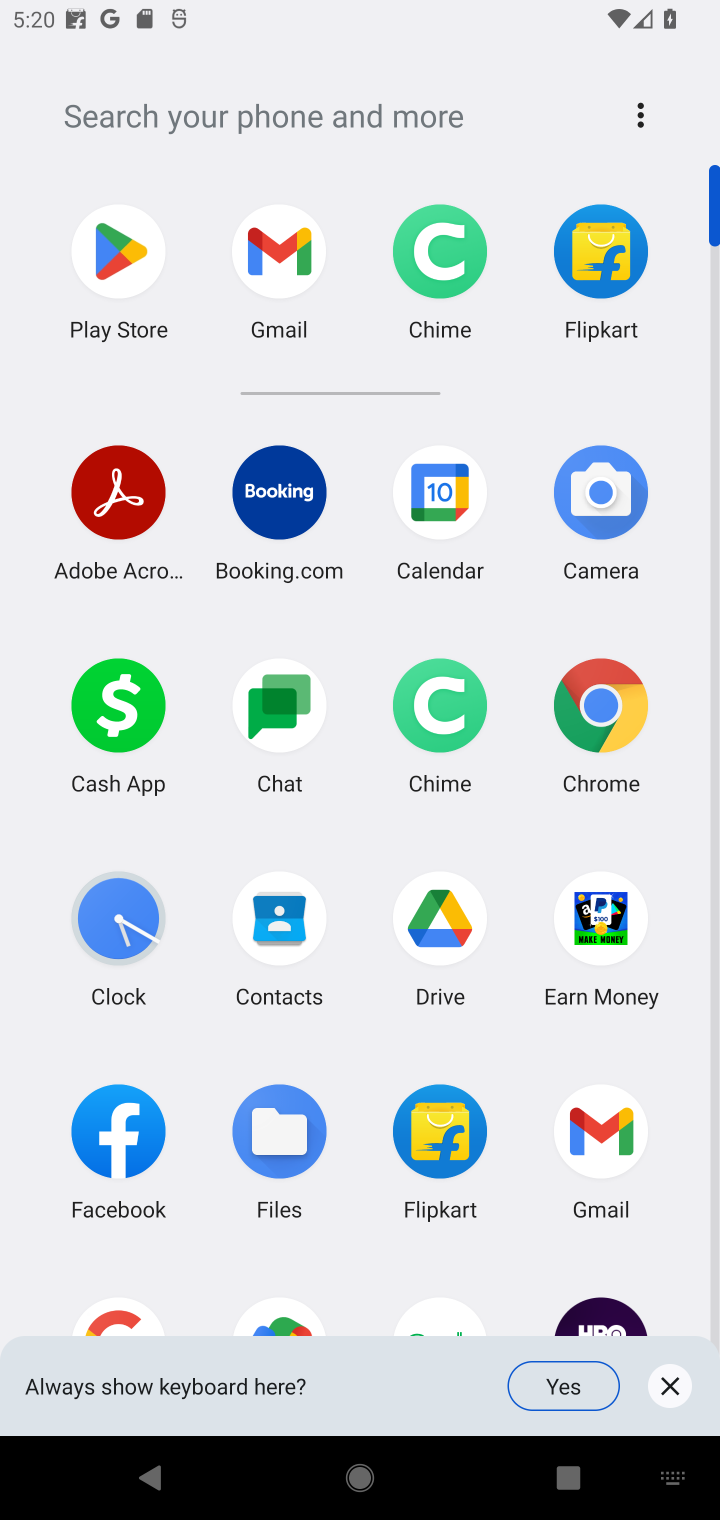 5:20
Search your phone and more
Play Store Gmail Chime Flipkart
Booking
10
Adobe Acro... Booking.com Calendar Camera
Cash App Chat Chime Chrome
$100
MAKE MONEY
Clock Contacts Drive Earn Money
Facebook Files Flipkart Gmail
HBO
Always show keyboard here? Yes